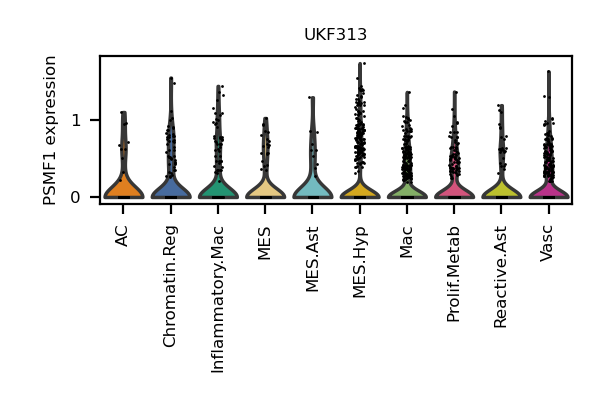 UKF313
PSMF1 expression
1
0
AC
Chromatin.Reg
Inflammatory.Mac
MES
MES.Ast
MES.Hyp
Mac
Prolif.Metab
Reactive.Ast
Vasc